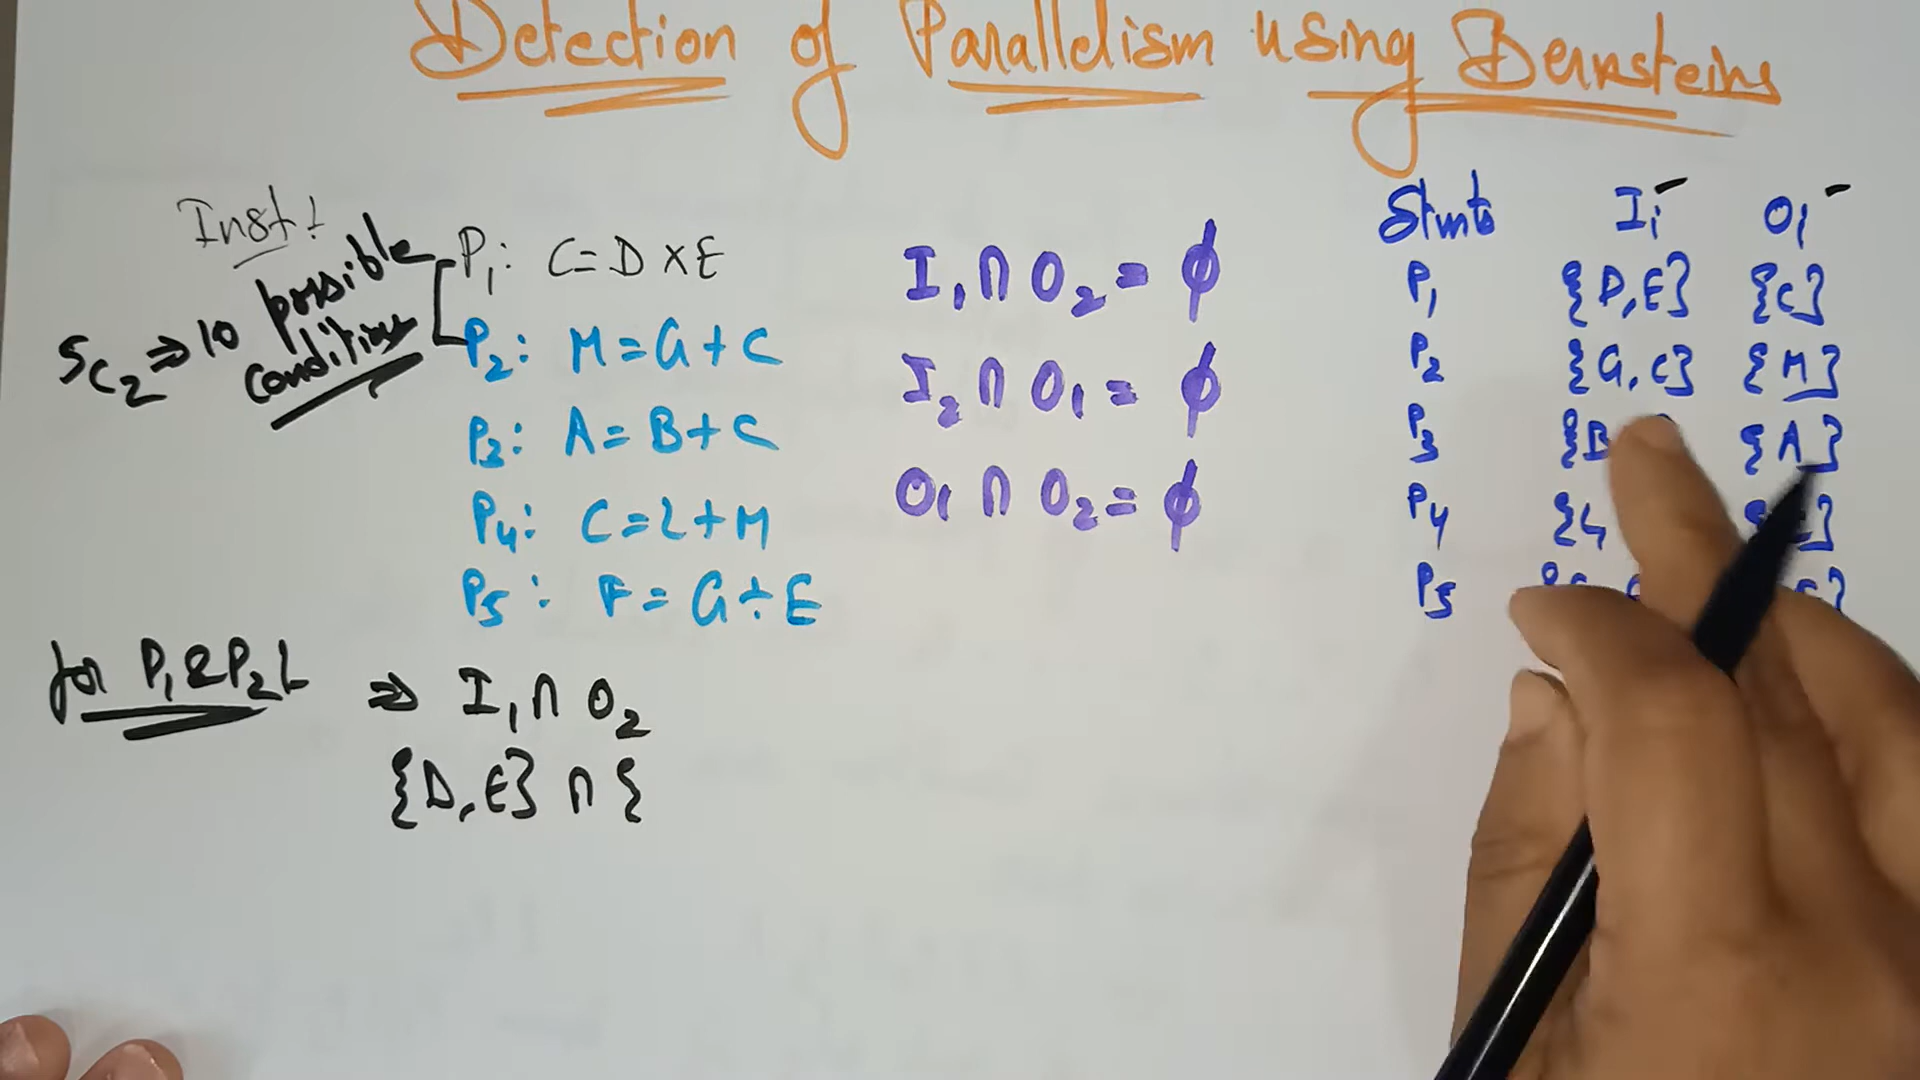 Detection of Parallelism using Bernsteins
Inst:
5C2 ⇒ 10 possible conditions
P1: C = D × E
P2: M = G + C
P3: A = B + C
P4: C = L + M
P5: F = G ÷ E
I1 ∩ O2 = ϕ
I2 ∩ O1 = ϕ
O1 ∩ O2 = ϕ
Stmts Ii O1
P1 {D, E} {C}
P2 {G, C} {M}
P3 {B {A}
P4 { }
P5 { }
for P1 & P2 :- ⇒ I1 ∩ O2
{D, E} ∩ {